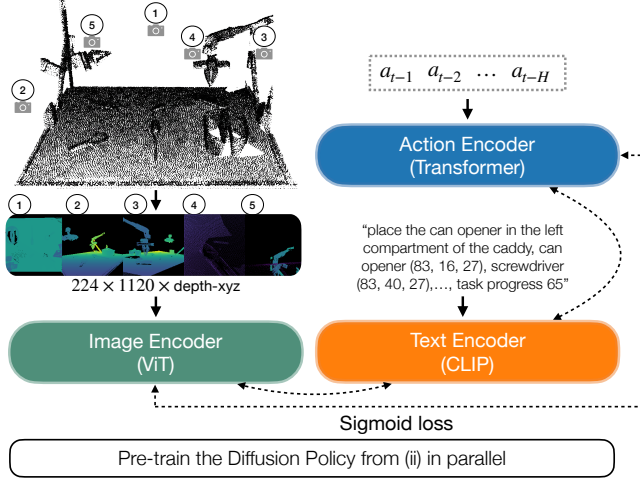 1
5
4
3
2
a_{t−1} a_{t−2} … a_{t−H}
Action Encoder
(Transformer)
1 2 3 4 5
224 × 1120 × depth-xyz
"place the can opener in the left
compartment of the caddy, can
opener (83, 16, 27), screwdriver
(83, 40, 27),…, task progress 65"
Image Encoder
(ViT)
Text Encoder
(CLIP)
Sigmoid loss
Pre-train the Diffusion Policy from (ii) in parallel